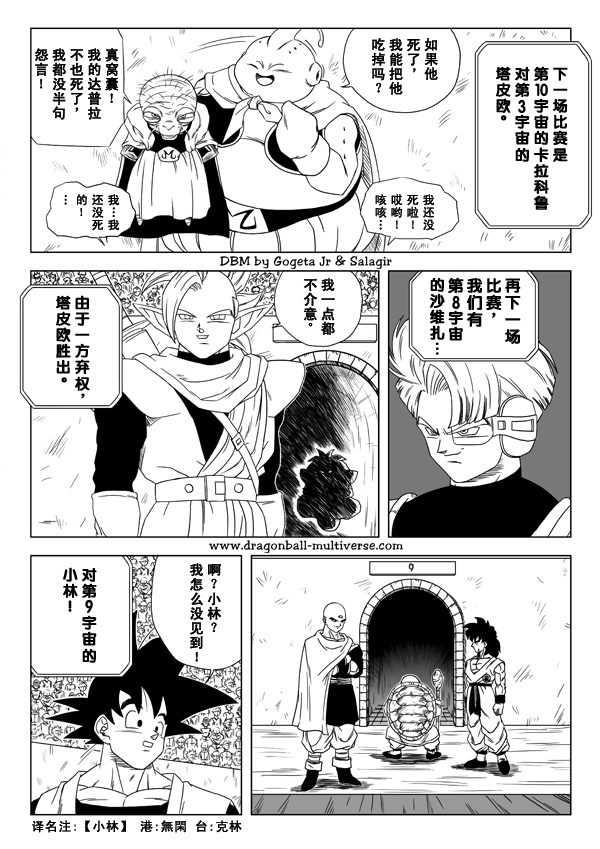 下一场比赛是
第10宇宙的卡拉科鲁
对第3宇宙的
塔皮欧。
如果他
死了，
我能把他
吃掉吗？
真窝囊！
我的达普拉
不也死了，
我都没半句
怨言！
我还没
死啦！
哎哟！
咳咳…
我…我
还没死
的！
DBM by Gogeta Jr & Salagir
再下一场
比赛，
我们有
第8宇宙
的沙维扎…
我一点都
不介意。
由于一方弃权，
塔皮欧胜出。
www.dragonball-multiverse.com
对第9宇宙的
小林！
啊？小林？
我怎么没见到！
9
译名注：【小林】 港：無閑 台：克林